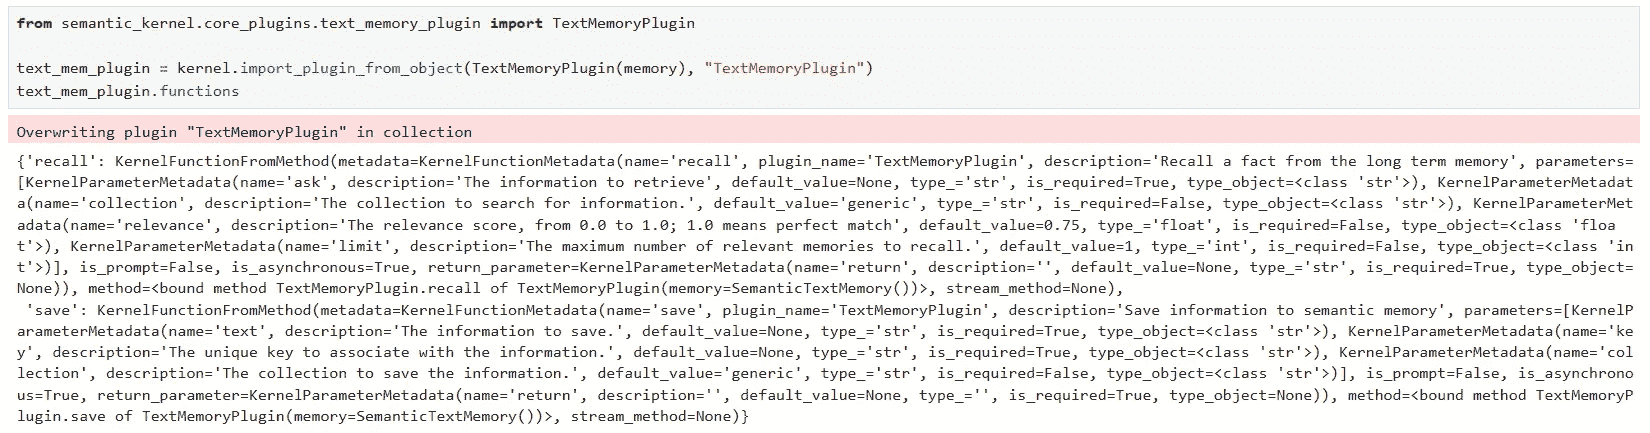 from semantic_kernel.core_plugins.text_memory_plugin import TextMemoryPlugin
text_mem_plugin = kernel.import_plugin_from_object(TextMemoryPlugin(memory), "TextMemoryPlugin")
text_mem_plugin.functions
Overwriting plugin "TextMemoryPlugin" in collection
{'recall': KernelFunctionFromMethod(metadata=KernelFunctionMetadata(name='recall', plugin_name='TextMemoryPlugin', description='Recall a fact from the long term memory', parameters=
[KernelParameterMetadata(name='ask', description='The information to retrieve', default_value=None, type_='str', is_required=True, type_object=<class 'str'>), KernelParameterMetadat
a(name='collection', description='The collection to search for information.', default_value='generic', type_='str', is_required=False, type_object=<class 'str'>), KernelParameterMet
adata(name='relevance', description='The relevance score, from 0.0 to 1.0; 1.0 means perfect match', default_value=0.75, type_='float', is_required=False, type_object=<class 'floa
t'>), KernelParameterMetadata(name='limit', description='The maximum number of relevant memories to recall.', default_value=1, type_='int', is_required=False, type_object=<class 'in
t'>)], is_prompt=False, is_asynchronous=True, return_parameter=KernelParameterMetadata(name='return', description='', default_value=None, type_='str', is_required=True, type_object=
None)), method=<bound method TextMemoryPlugin.recall of TextMemoryPlugin(memory=SemanticTextMemory())>, stream_method=None),
 'save': KernelFunctionFromMethod(metadata=KernelFunctionMetadata(name='save', plugin_name='TextMemoryPlugin', description='Save information to semantic memory', parameters=[KernelP
arameterMetadata(name='text', description='The information to save.', default_value=None, type_='str', is_required=True, type_object=<class 'str'>), KernelParameterMetadata(name='ke
y', description='The unique key to associate with the information.', default_value=None, type_='str', is_required=True, type_object=<class 'str'>), KernelParameterMetadata(name='col
lection', description='The collection to save the information.', default_value='generic', type_='str', is_required=False, type_object=<class 'str'>)], is_prompt=False, is_asynchrono
us=True, return_parameter=KernelParameterMetadata(name='return', description='', default_value=None, type_='', is_required=True, type_object=None)), method=<bound method TextMemoryP
lugin.save of TextMemoryPlugin(memory=SemanticTextMemory())>, stream_method=None)}